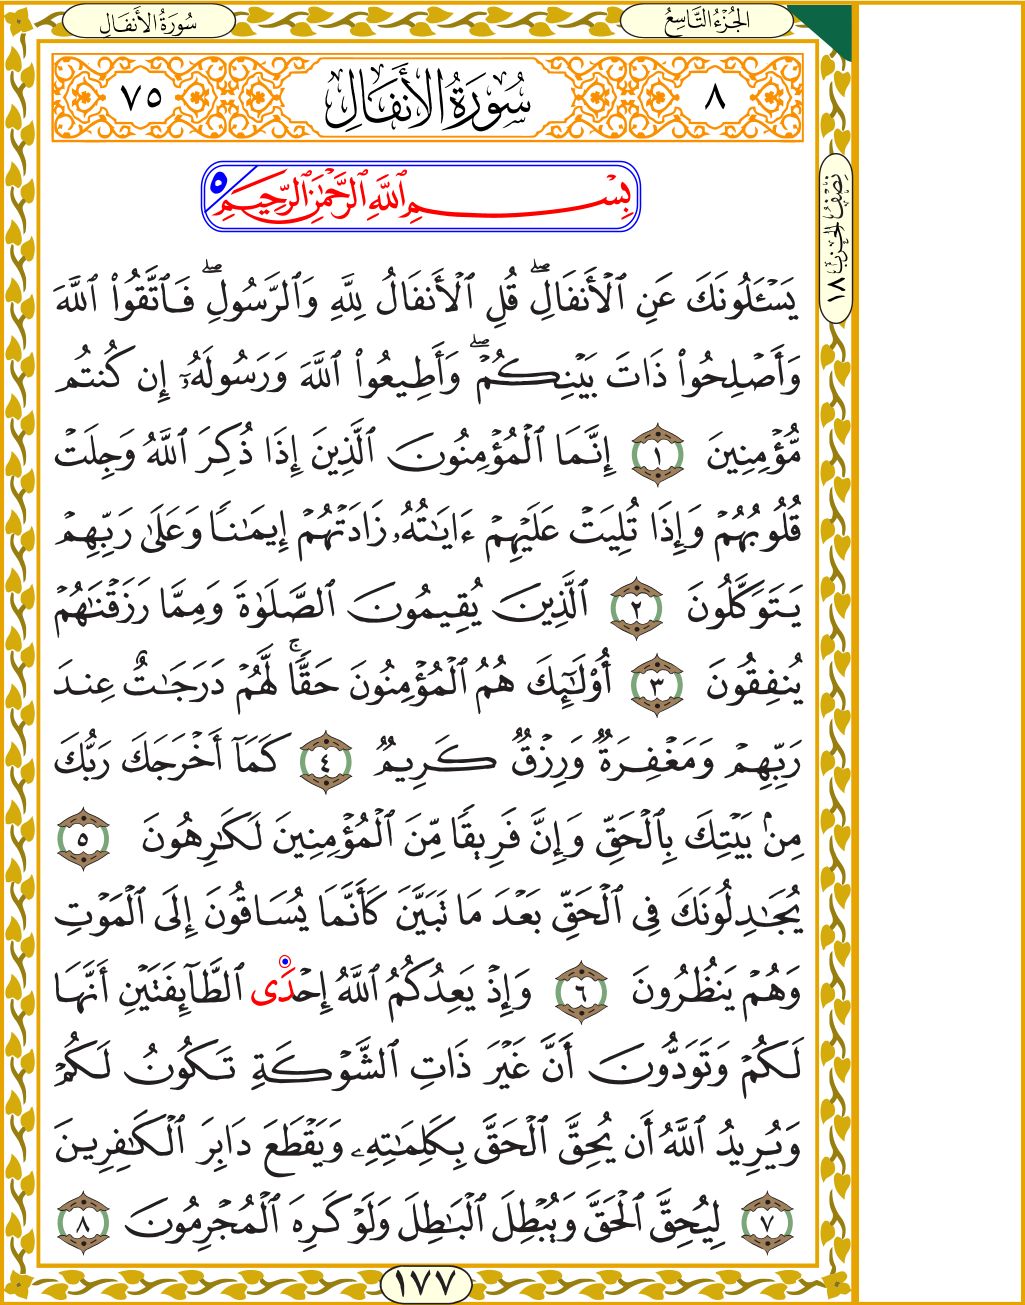 سُورَةُ الأَنفَالِ
الجُزْءُ التَّاسِعُ
٧٥
سُورَةُ الأَنفَالِ
٨
بِسْمِ ٱللَّهِ ٱلرَّحْمَٰنِ ٱلرَّحِيمِ ٥
نِصْفُ الحِزْبِ ١٨
يَسْـَٔلُونَكَ عَنِ ٱلْأَنفَالِۖ قُلِ ٱلْأَنفَالُ لِلَّهِ وَٱلرَّسُولِۖ فَٱتَّقُوا۟ ٱللَّهَ
وَأَصْلِحُوا۟ ذَاتَ بَيْنِكُمْۖ وَأَطِيعُوا۟ ٱللَّهَ وَرَسُولَهُۥٓ إِن كُنتُم
مُّؤْمِنِينَ ١ إِنَّمَا ٱلْمُؤْمِنُونَ ٱلَّذِينَ إِذَا ذُكِرَ ٱللَّهُ وَجِلَتْ
قُلُوبُهُمْ وَإِذَا تُلِيَتْ عَلَيْهِمْ ءَايَٰتُهُۥ زَادَتْهُمْ إِيمَٰنًا وَعَلَىٰ رَبِّهِمْ
يَتَوَكَّلُونَ ٢ ٱلَّذِينَ يُقِيمُونَ ٱلصَّلَوٰةَ وَمِمَّا رَزَقْنَٰهُمْ
يُنفِقُونَ ٣ أُو۟لَٰٓئِكَ هُمُ ٱلْمُؤْمِنُونَ حَقًّاۚ لَّهُمْ دَرَجَٰتٌ عِندَ
رَبِّهِمْ وَمَغْفِرَةٌ وَرِزْقٌ كَرِيمٌ ٤ كَمَآ أَخْرَجَكَ رَبُّكَ
مِنۢ بَيْتِكَ بِٱلْحَقِّ وَإِنَّ فَرِيقًا مِّنَ ٱلْمُؤْمِنِينَ لَكَٰرِهُونَ ٥
يُجَٰدِلُونَكَ فِى ٱلْحَقِّ بَعْدَ مَا تَبَيَّنَ كَأَنَّمَا يُسَاقُونَ إِلَى ٱلْمَوْتِ
وَهُمْ يَنظُرُونَ ٦ وَإِذْ يَعِدُكُمُ ٱللَّهُ إِحْدَى ٱلطَّآئِفَتَيْنِ أَنَّهَا
لَكُمْ وَتَوَدُّونَ أَنَّ غَيْرَ ذَاتِ ٱلشَّوْكَةِ تَكُونُ لَكُمْ
وَيُرِيدُ ٱللَّهُ أَن يُحِقَّ ٱلْحَقَّ بِكَلِمَٰتِهِۦ وَيَقْطَعَ دَابِرَ ٱلْكَٰفِرِينَ
٧ لِيُحِقَّ ٱلْحَقَّ وَيُبْطِلَ ٱلْبَٰطِلَ وَلَوْ كَرِهَ ٱلْمُجْرِمُونَ ٨
١٧٧